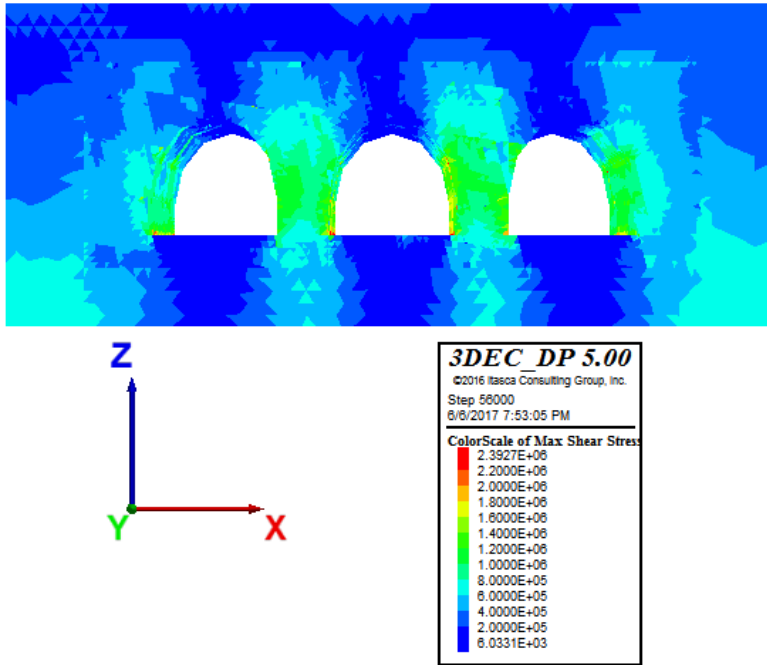 Z
Y
X
3DEC_DP 5.00
©2016 Itasca Consulting Group, Inc.
Step 56000
6/6/2017 7:53:05 PM
ColorScale of Max Shear Stress
2.3927E+06
2.2000E+06
2.0000E+06
1.8000E+06
1.6000E+06
1.4000E+06
1.2000E+06
1.0000E+06
8.0000E+05
6.0000E+05
4.0000E+05
2.0000E+05
6.0331E+03